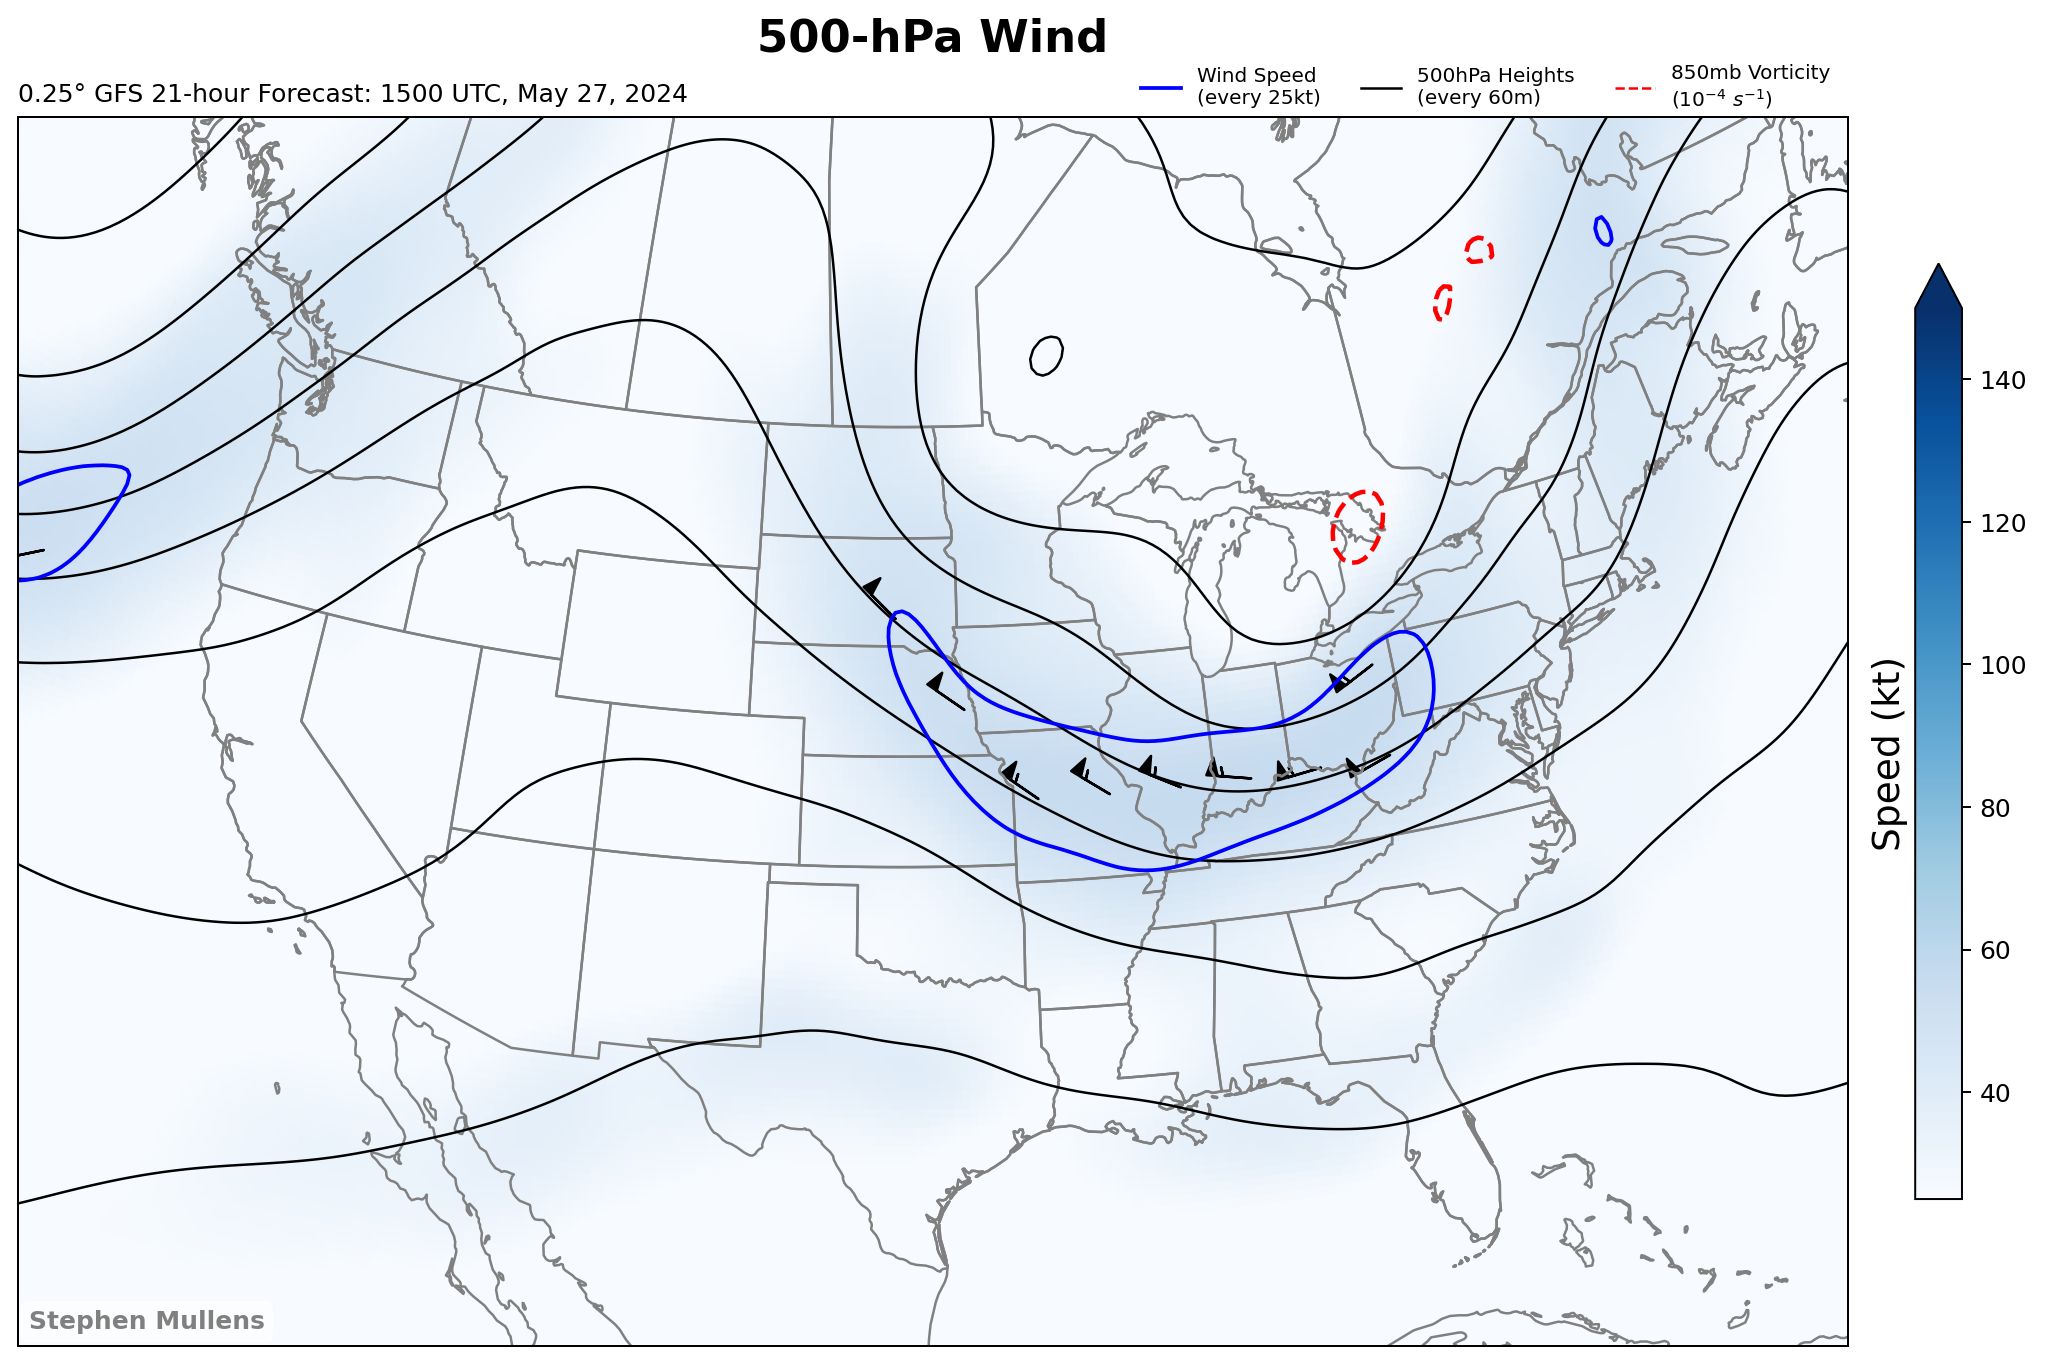 500-hPa Wind
0.25° GFS 21-hour Forecast: 1500 UTC, May 27, 2024
Wind Speed
(every 25kt)
500hPa Heights
(every 60m)
850mb Vorticity
(10⁻⁴ s⁻¹)
140
120
100
80
60
40
Speed (kt)
Stephen Mullens